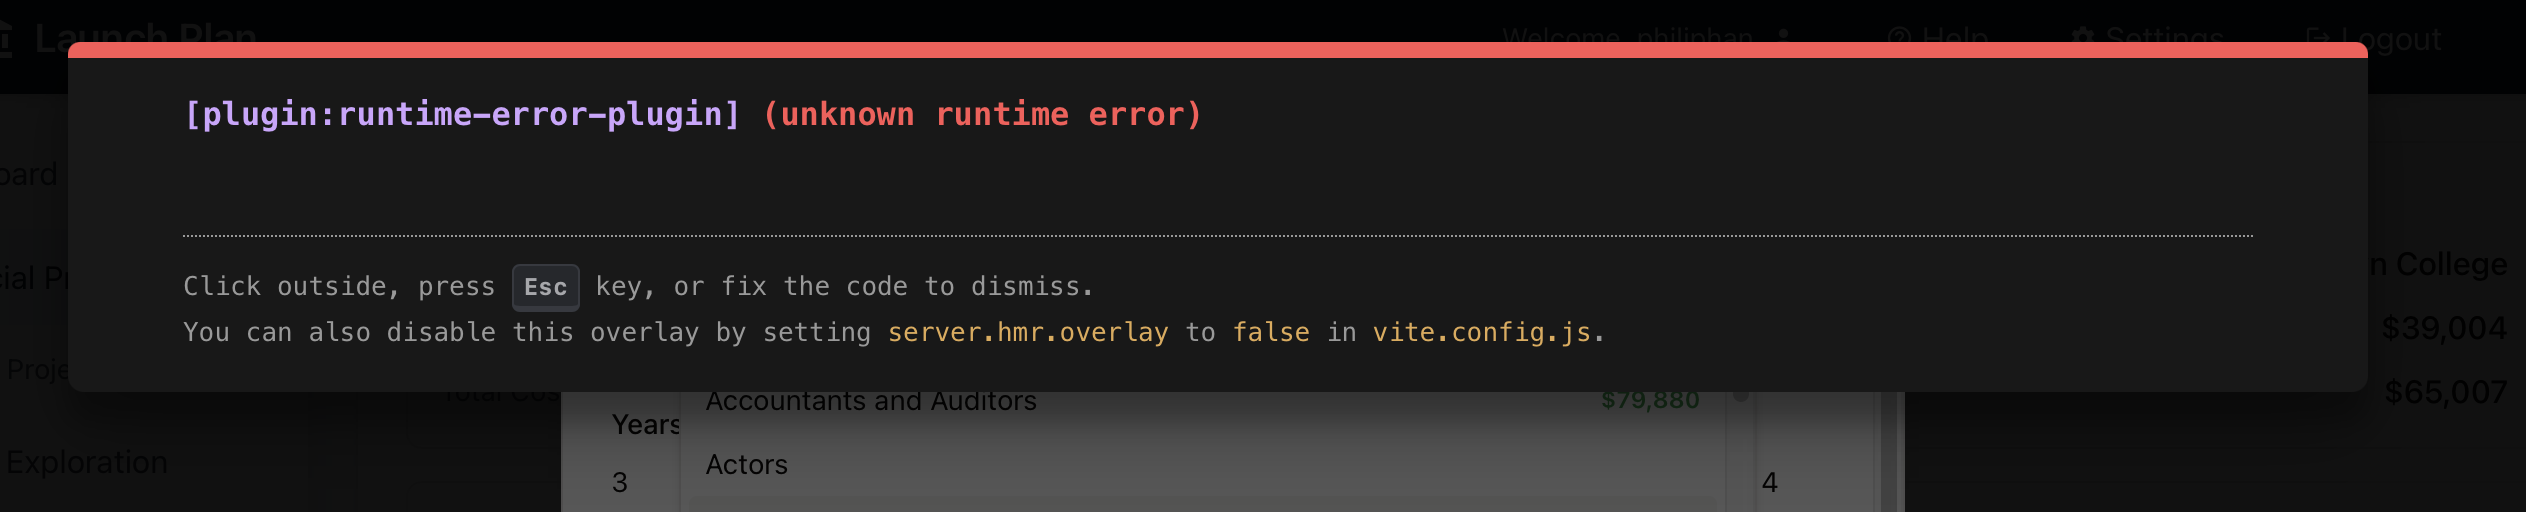 Launch Plan
Welcome, philiphan
Help
Settings
Logout
[plugin:runtime-error-plugin] (unknown runtime error)
Click outside, press Esc key, or fix the code to dismiss.
You can also disable this overlay by setting server.hmr.overlay to false in vite.config.js.
College
$39,004
$65,007
Total Cos
Accountants and Auditors $79,880
Years
Exploration
Actors
3
4